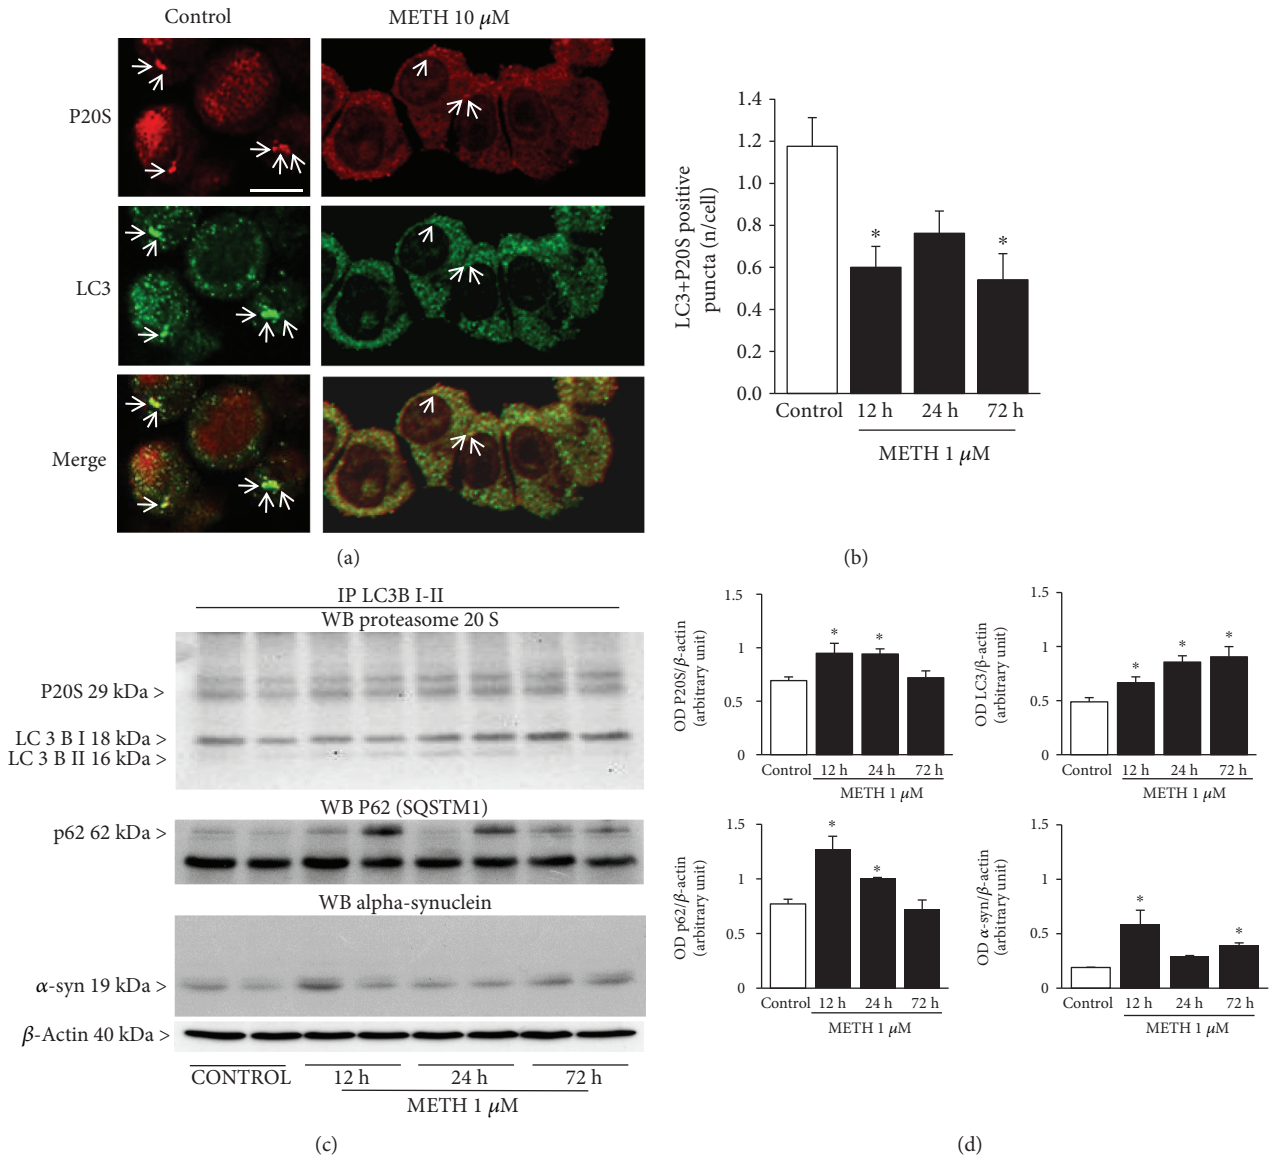 Control
METH 10 μM
P20S
LC3
Merge
(a)
LC3+P20S positive
puncta (n/cell)
1.4
1.2
1.0
0.8
0.6
0.4
0.2
0.0
*
*
Control
12 h
24 h
72 h
METH 1 μM
(b)
IP LC3B I-II
WB proteasome 20 S
P20S 29 kDa >
LC 3 B I 18 kDa >
LC 3 B II 16 kDa >
WB P62 (SQSTM1)
p62 62 kDa >
WB alpha-synuclein
α-syn 19 kDa >
β-Actin 40 kDa >
CONTROL
12 h
24 h
72 h
METH 1 μM
(c)
OD P20S/β-actin
(arbitrary unit)
1.5
1
0.5
0
*
*
Control
12 h
24 h
72 h
METH 1 μM
OD LC3/β-actin
(arbitrary unit)
1.5
1
0.5
0
*
*
*
Control
12 h
24 h
72 h
METH 1 μM
OD p62/β-actin
(arbitrary unit)
1.5
1
0.5
0
*
*
Control
12 h
24 h
72 h
METH 1 μM
OD α-syn/β-actin
(arbitrary unit)
1.5
1
0.5
0
*
*
Control
12 h
24 h
72 h
METH 1 μM
(d)